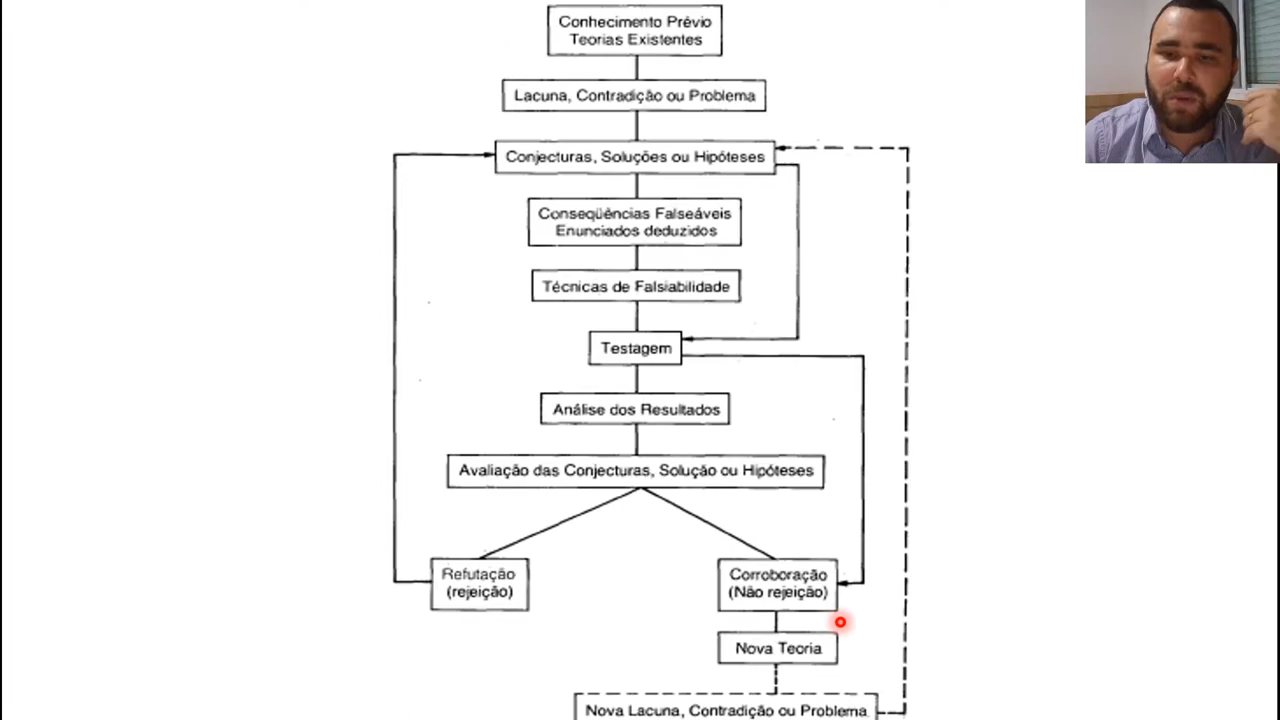 Conhecimento Prévio
Teorias Existentes
Lacuna, Contradição ou Problema
Conjecturas, Soluções ou Hipóteses
Conseqüências Falseáveis
Enunciados deduzidos
Técnicas de Falsiabilidade
Testagem
Análise dos Resultados
Avaliação das Conjecturas, Solução ou Hipóteses
Refutação
(rejeição)
Corroboração
(Não rejeição)
Nova Teoria
Nova Lacuna, Contradição ou Problema